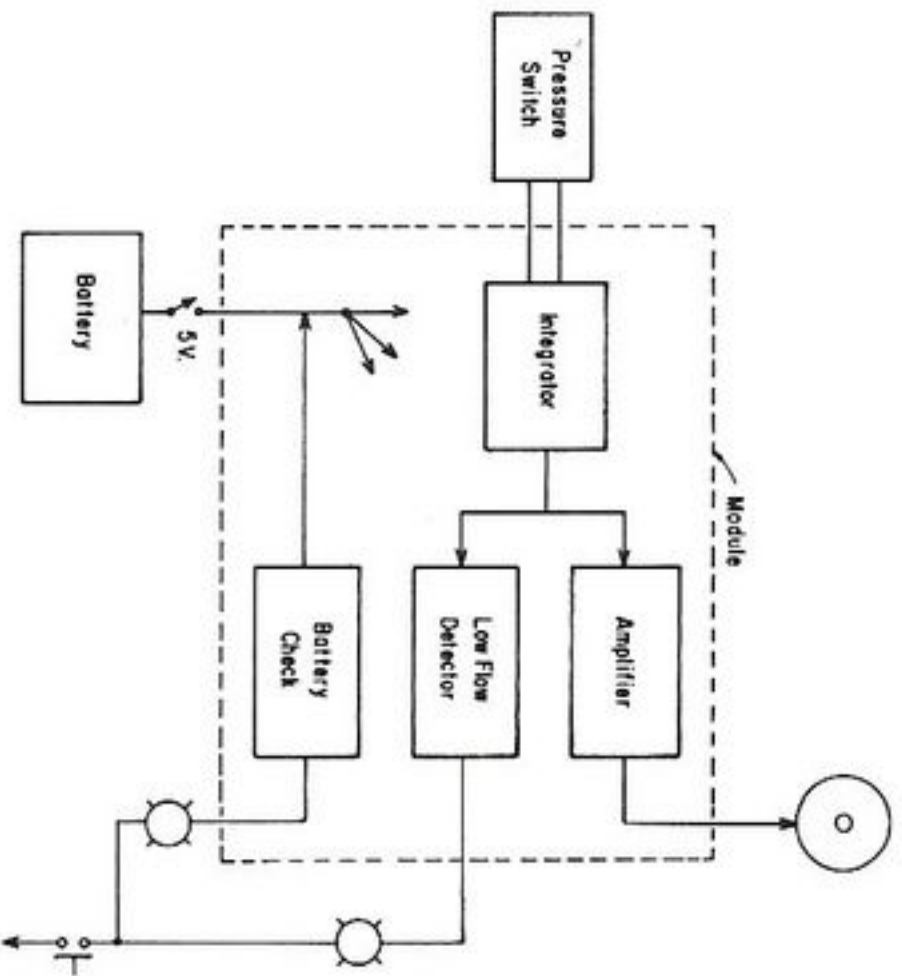 Pressure
Switch
Integrator
Module
Amplifier
Low Flow
Detector
Battery
Check
5V.
Battery